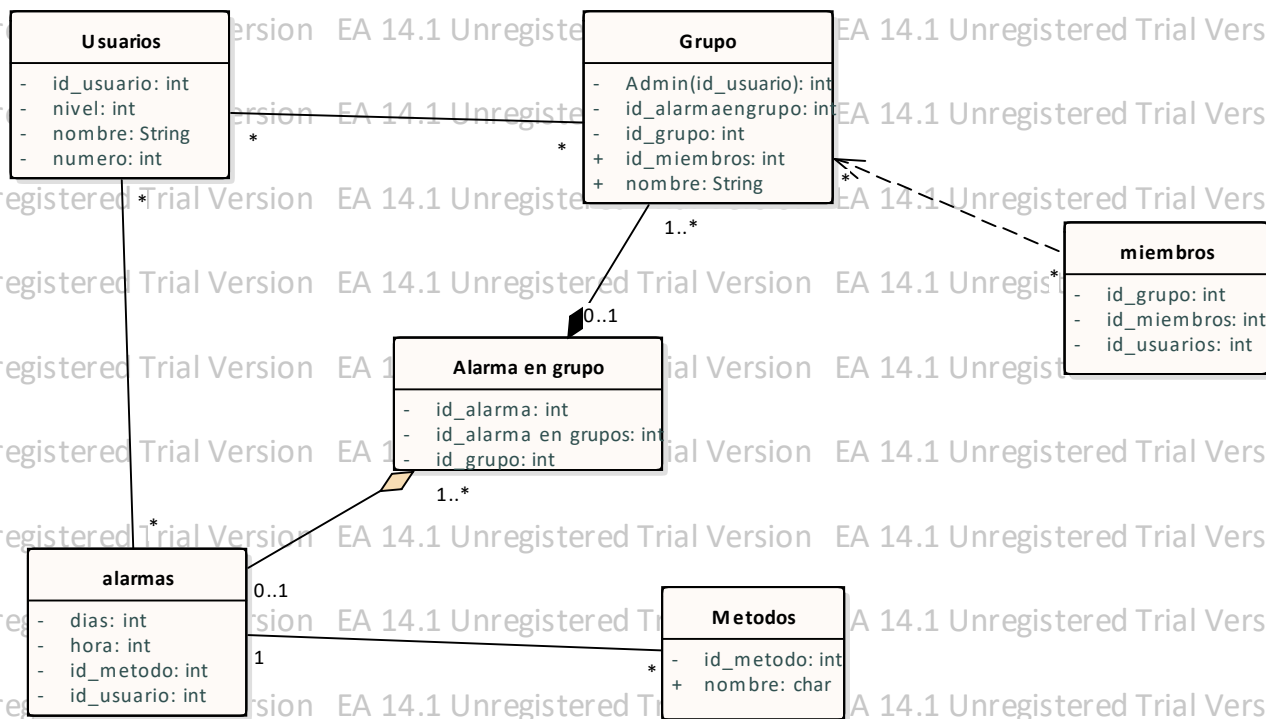 Usuarios
- id_usuario: int
- nivel: int
- nombre: String
- numero: int
Grupo
- Admin(id_usuario): int
- id_alarmaengrupo: int
- id_grupo: int
+ id_miembros: int
+ nombre: String
*
*
*
*
1..*
miembros
- id_grupo: int
- id_miembros: int
- id_usuarios: int
*
0..1
Alarma en grupo
- id_alarma: int
- id_alarma en grupos: int
- id_grupo: int
1..*
*
alarmas
- dias: int
- hora: int
- id_metodo: int
- id_usuario: int
0..1
1
*
Metodos
- id_metodo: int
+ nombre: char
EA 14.1 Unregistered Trial Version